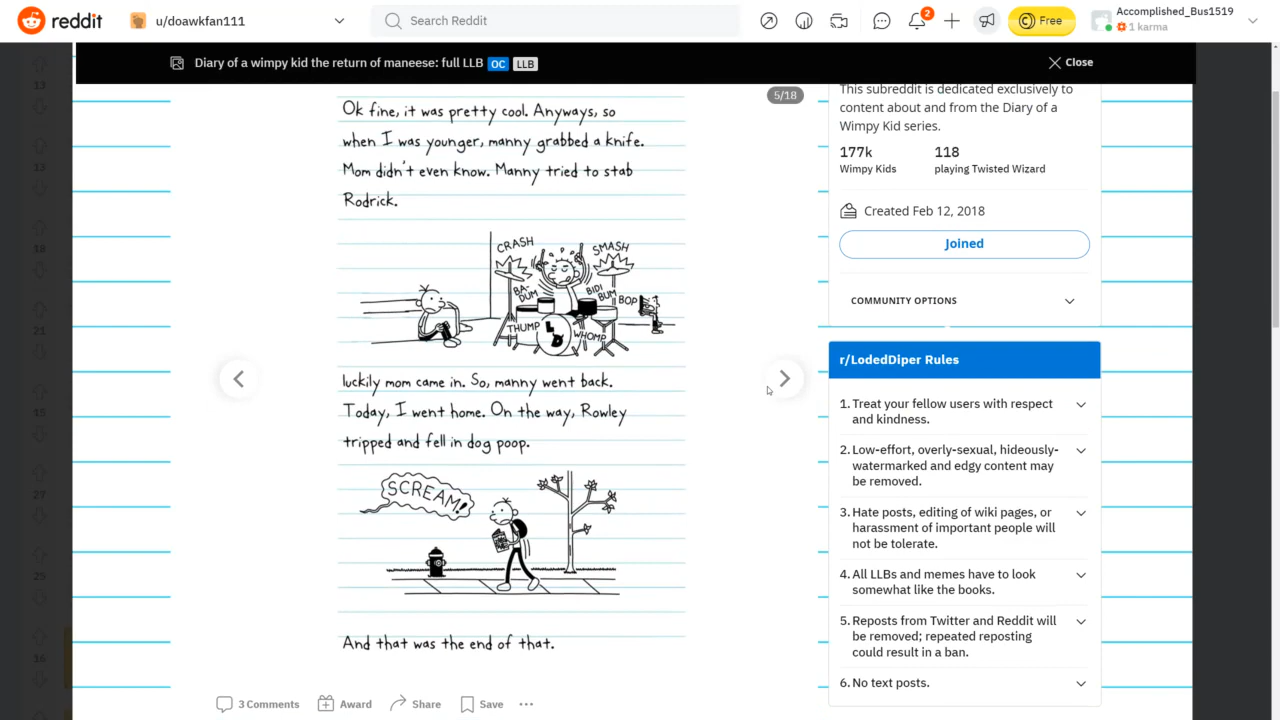 reddit
u/doawkfan111
Search Reddit
2
Free
Accomplished_Bus1519
1 karma
Diary of a wimpy kid the return of maneese: full LLB OC LLB
Close
13
13
18
21
15
27
25
16
5/18
Ok fine, it was pretty cool. Anyways, so
when I was younger, manny grabbed a knife.
Mom didn't even know. Manny tried to stab
Rodrick.
CRASH
SMASH
BA-
DUM
BIDI
BUM
BOP
THUMP
LD
WHOMP
luckily mom came in. So, manny went back.
Today, I went home. On the way, Rowley
tripped and fell in dog poop.
SCREAM!
And that was the end of that.
3 Comments
Award
Share
Save
This subreddit is dedicated exclusively to
content about and from the Diary of a
Wimpy Kid series.
177k
118
Wimpy Kids
playing Twisted Wizard
Created Feb 12, 2018
Joined
COMMUNITY OPTIONS
r/LodedDiper Rules
1. Treat your fellow users with respect
and kindness.
2. Low-effort, overly-sexual, hideously-
watermarked and edgy content may
be removed.
3. Hate posts, editing of wiki pages, or
harassment of important people will
not be tolerate.
4. All LLBs and memes have to look
somewhat like the books.
5. Reposts from Twitter and Reddit will
be removed; repeated reposting
could result in a ban.
6. No text posts.